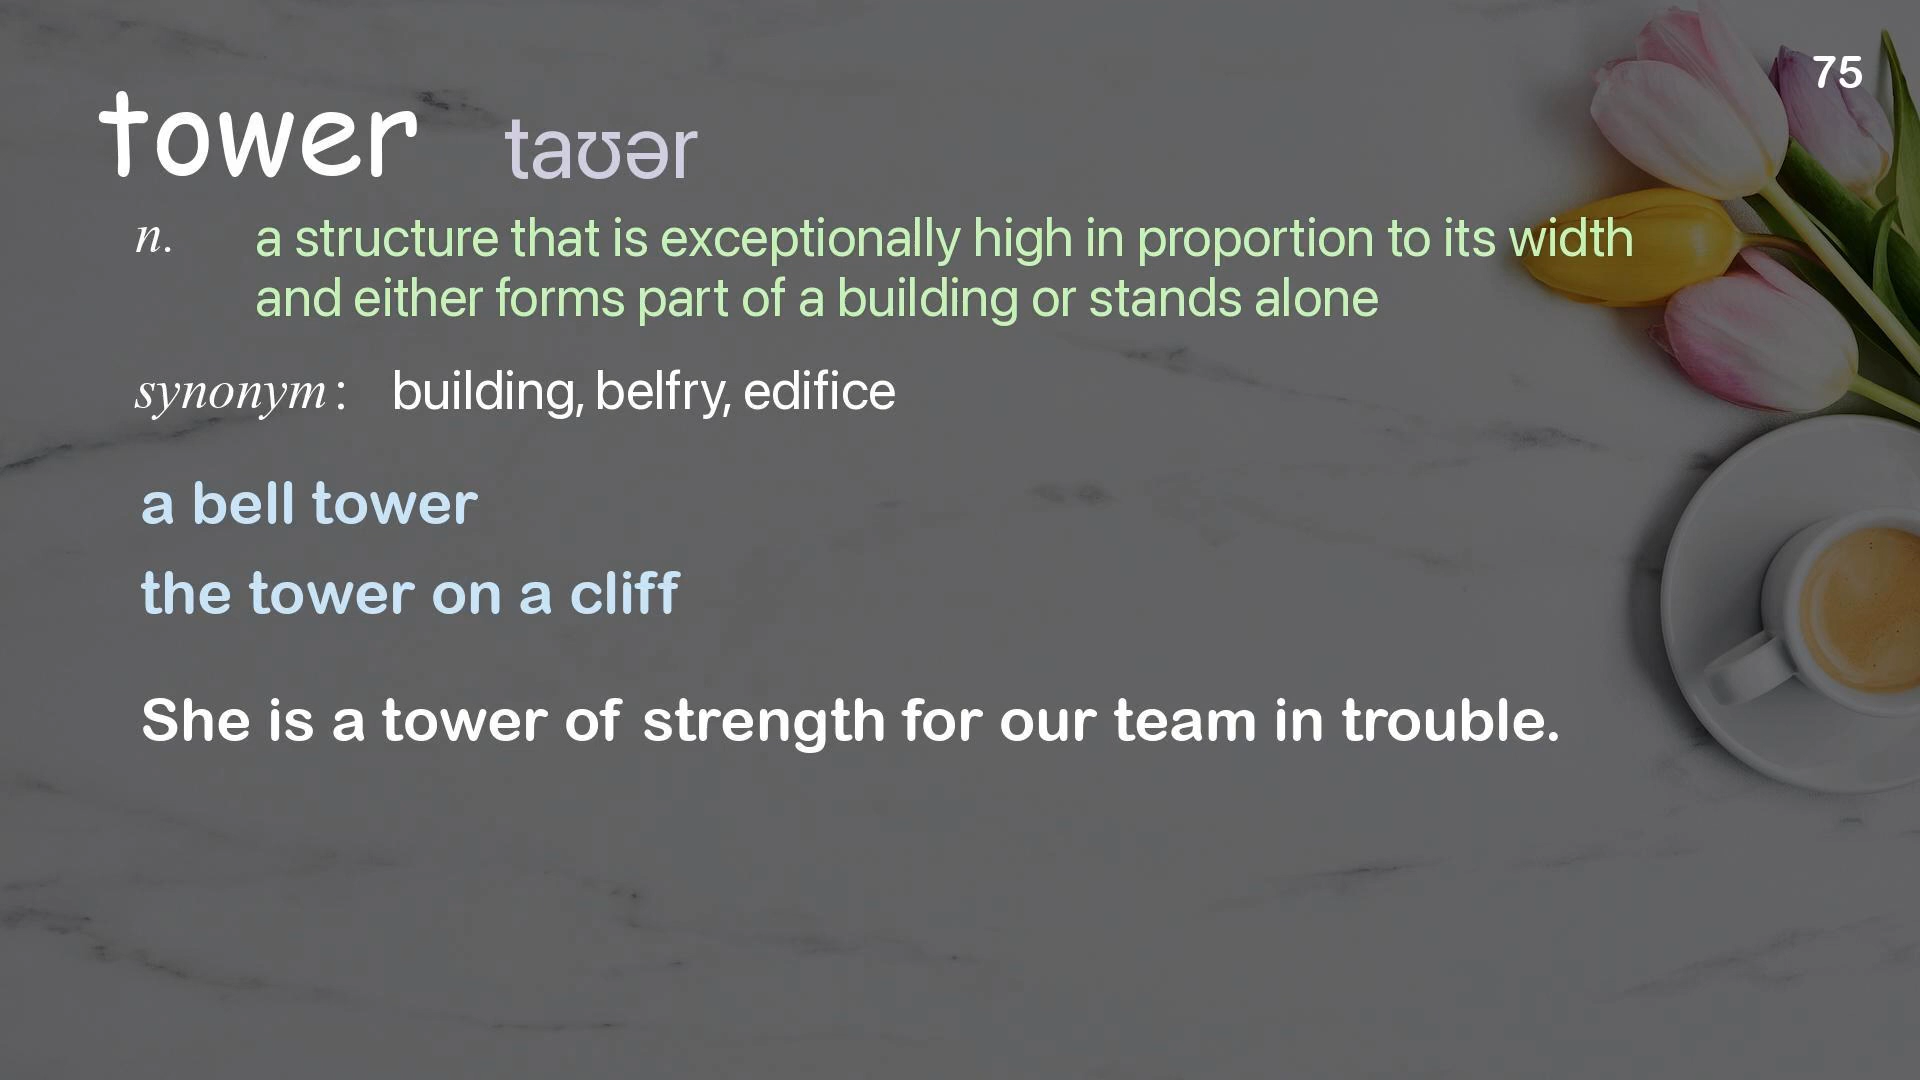 75
tower taʊər
n. a structure that is exceptionally high in proportion to its width
and either forms part of a building or stands alone
synonym: building, belfry, edifice
a bell tower
the tower on a cliff
She is a tower of strength for our team in trouble.